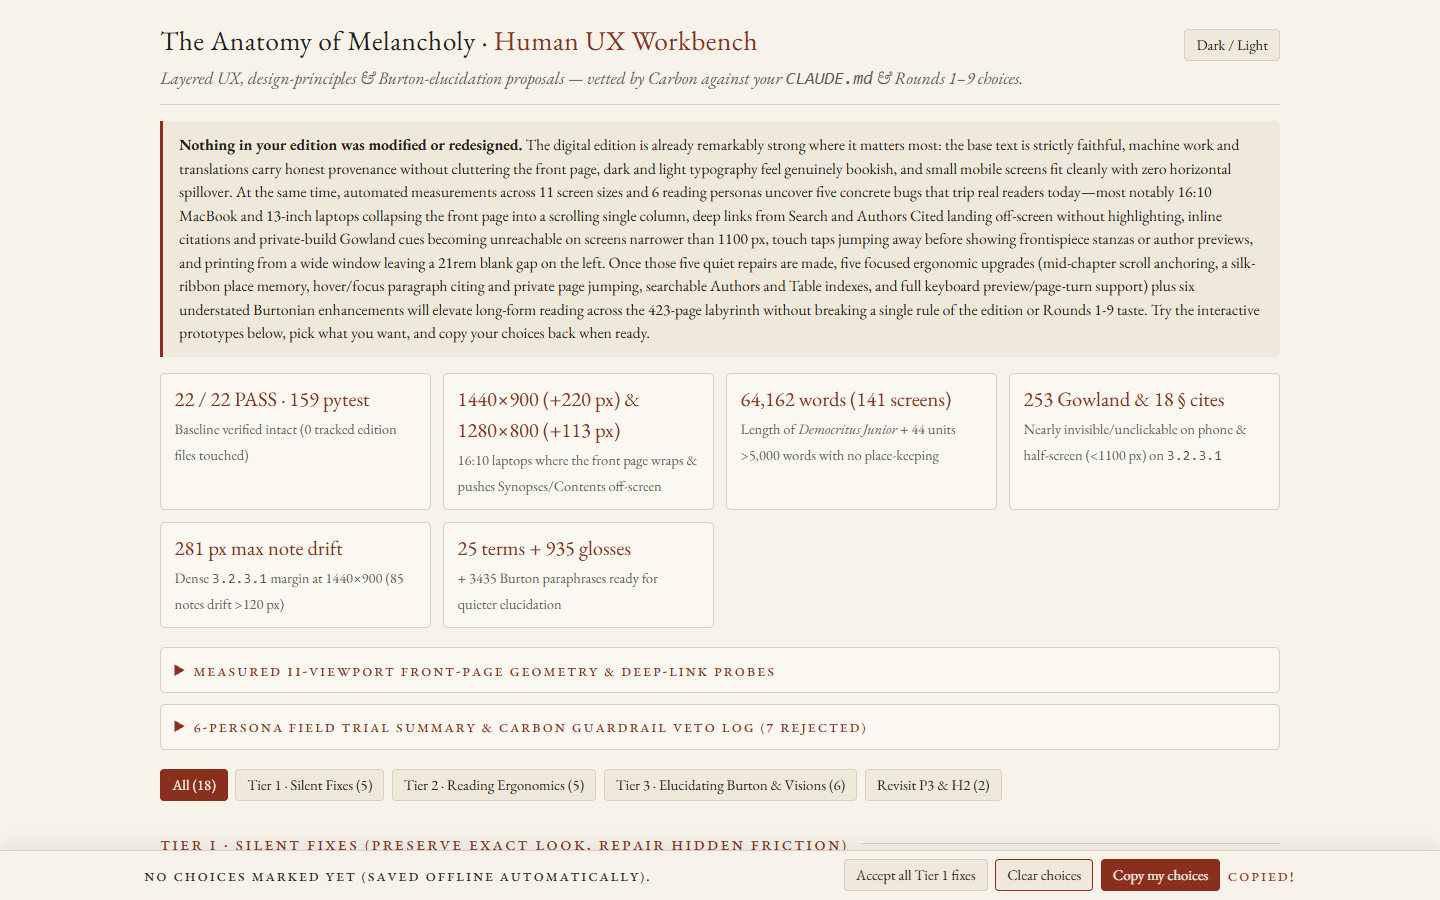 The Anatomy of Melancholy · Human UX Workbench
Dark / Light
Layered UX, design-principles & Burton-elucidation proposals — vetted by Carbon against your CLAUDE.md & Rounds 1–9 choices.
Nothing in your edition was modified or redesigned. The digital edition is already remarkably strong where it matters most: the base text is strictly faithful, machine work and
translations carry honest provenance without cluttering the front page, dark and light typography feel genuinely bookish, and small mobile screens fit cleanly with zero horizontal
spillover. At the same time, automated measurements across 11 screen sizes and 6 reading personas uncover five concrete bugs that trip real readers today—most notably 16:10
MacBook and 13-inch laptops collapsing the front page into a scrolling single column, deep links from Search and Authors Cited landing off-screen without highlighting, inline
citations and private-build Gowland cues becoming unreachable on screens narrower than 1100 px, touch taps jumping away before showing frontispiece stanzas or author previews,
and printing from a wide window leaving a 21rem blank gap on the left. Once those five quiet repairs are made, five focused ergonomic upgrades (mid-chapter scroll anchoring, a silk-
ribbon place memory, hover/focus paragraph citing and private page jumping, searchable Authors and Table indexes, and full keyboard preview/page-turn support) plus six
understated Burtonian enhancements will elevate long-form reading across the 423-page labyrinth without breaking a single rule of the edition or Rounds 1-9 taste. Try the interactive
prototypes below, pick what you want, and copy your choices back when ready.
22 / 22 PASS · 159 pytest
Baseline verified intact (0 tracked edition
files touched)
1440×900 (+220 px) &
1280×800 (+113 px)
16:10 laptops where the front page wraps &
pushes Synopses/Contents off-screen
64,162 words (141 screens)
Length of Democritus Junior + 44 units
>5,000 words with no place-keeping
253 Gowland & 18 § cites
Nearly invisible/unclickable on phone &
half-screen (<1100 px) on 3.2.3.1
281 px max note drift
Dense 3.2.3.1 margin at 1440×900 (85
notes drift >120 px)
25 terms + 935 glosses
+ 3435 Burton paraphrases ready for
quieter elucidation
▶ MEASURED 11-VIEWPORT FRONT-PAGE GEOMETRY & DEEP-LINK PROBES
▶ 6-PERSONA FIELD TRIAL SUMMARY & CARBON GUARDRAIL VETO LOG (7 REJECTED)
All (18)
Tier 1 · Silent Fixes (5)
Tier 2 · Reading Ergonomics (5)
Tier 3 · Elucidating Burton & Visions (6)
Revisit P3 & H2 (2)
TIER 1 · SILENT FIXES (PRESERVE EXACT LOOK, REPAIR HIDDEN FRICTION)
NO CHOICES MARKED YET (SAVED OFFLINE AUTOMATICALLY).
Accept all Tier 1 fixes
Clear choices
Copy my choices
COPIED!